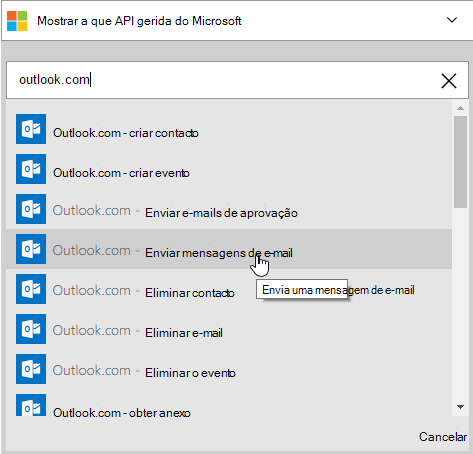 Mostrar a que API gerida do Microsoft
outlook.com
Outlook.com - criar contacto
Outlook.com - criar evento
Outlook.com - Enviar e-mails de aprovação
Outlook.com - Enviar mensagens de e-mail
Envia uma mensagem de e-mail
Outlook.com - Eliminar contacto
Outlook.com - Eliminar e-mail
Outlook.com - Eliminar o evento
Outlook.com - obter anexo
Cancelar